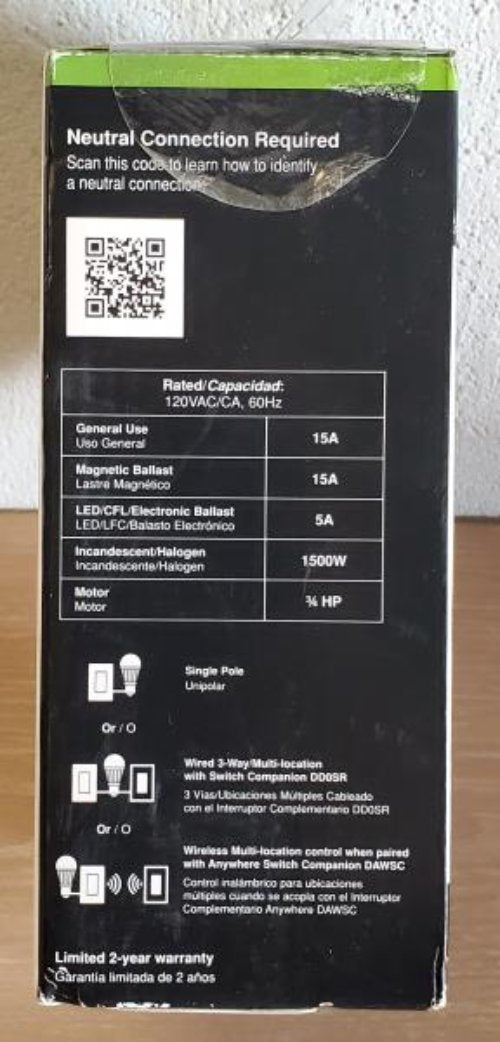 Neutral Connection Required
Scan this code to learn how to identify
a neutral connection.
Rated/Capacidad:
120VAC/CA, 60Hz
General Use
Uso General
15A
Magnetic Ballast
Lastre Magnético
15A
LED/CFL/Electronic Ballast
LED/LFC/Balasto Electrónico
5A
Incandescent/Halogen
Incandescente/Halogen
1500W
Motor
Motor
¾ HP
Single Pole
Unipolar
Or / O
Wired 3-Way/Multi-location
with Switch Companion DD0SR
3 Vías/Ubicaciones Múltiples Cableado
con el Interruptor Complementario DD0SR
Or / O
Wireless Multi-location control when paired
with Anywhere Switch Companion DAWSC
Control inalámbrico para ubicaciones
múltiples cuando se acopla con el Interruptor
Complementario Anywhere DAWSC
Limited 2-year warranty
Garantía limitada de 2 años